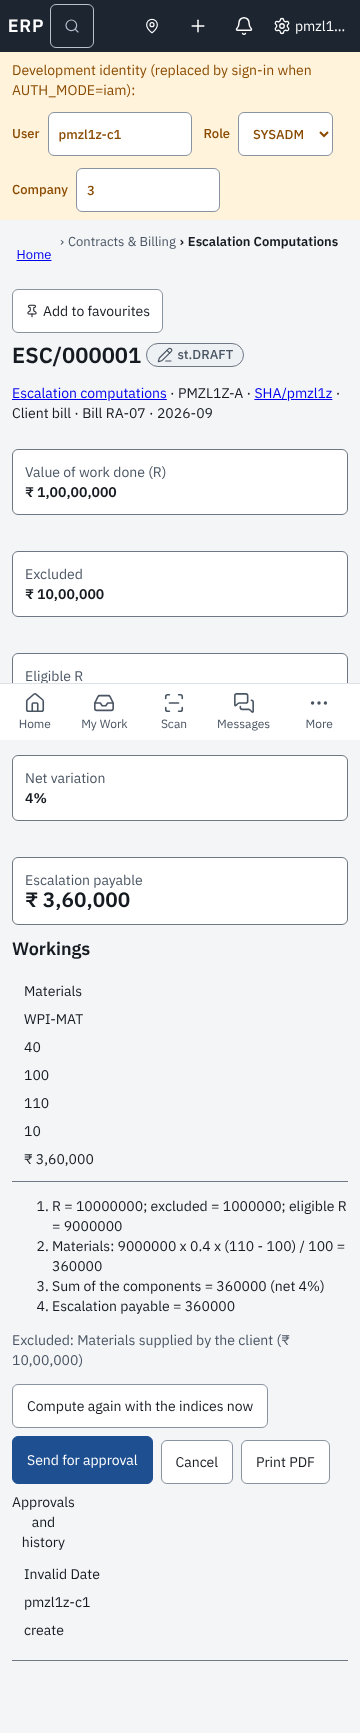 ERP
pmzl1...
Development identity (replaced by sign-in when
AUTH_MODE=iam):
User pmzl1z-c1 Role SYSADM
Company 3
Home › Contracts & Billing › Escalation Computations
Add to favourites
ESC/000001 st.DRAFT
Escalation computations · PMZL1Z-A · SHA/pmzl1z ·
Client bill · Bill RA-07 · 2026-09
Value of work done (R)
₹ 1,00,00,000
Excluded
₹ 10,00,000
Eligible R
Home My Work Scan Messages More
Net variation
4%
Escalation payable
₹ 3,60,000
Workings
Materials
WPI-MAT
40
100
110
10
₹ 3,60,000
1. R = 10000000; excluded = 1000000; eligible R
= 9000000
2. Materials: 9000000 x 0.4 x (110 - 100) / 100 =
360000
3. Sum of the components = 360000 (net 4%)
4. Escalation payable = 360000
Excluded: Materials supplied by the client (₹
10,00,000)
Compute again with the indices now
Send for approval Cancel Print PDF
Approvals
and
history
Invalid Date
pmzl1z-c1
create